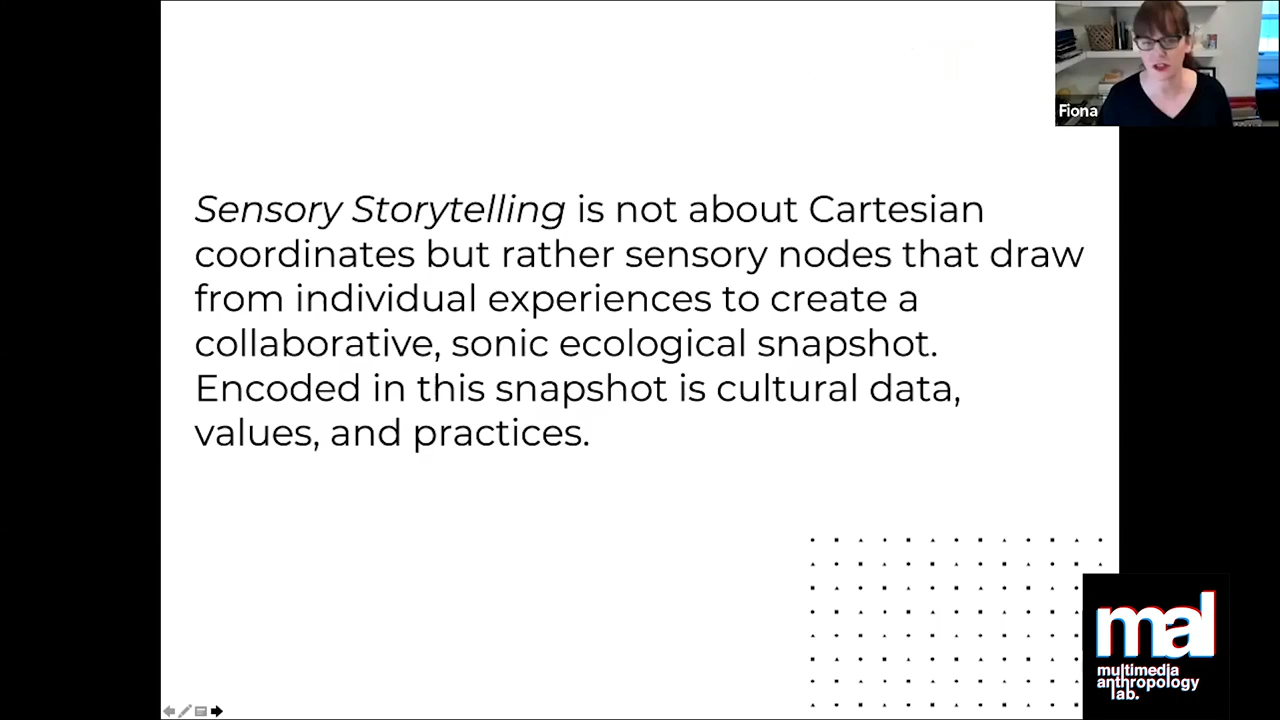 Fiona
Sensory Storytelling is not about Cartesian
coordinates but rather sensory nodes that draw
from individual experiences to create a
collaborative, sonic ecological snapshot.
Encoded in this snapshot is cultural data,
values, and practices.
mal
multimedia
anthropology
lab.